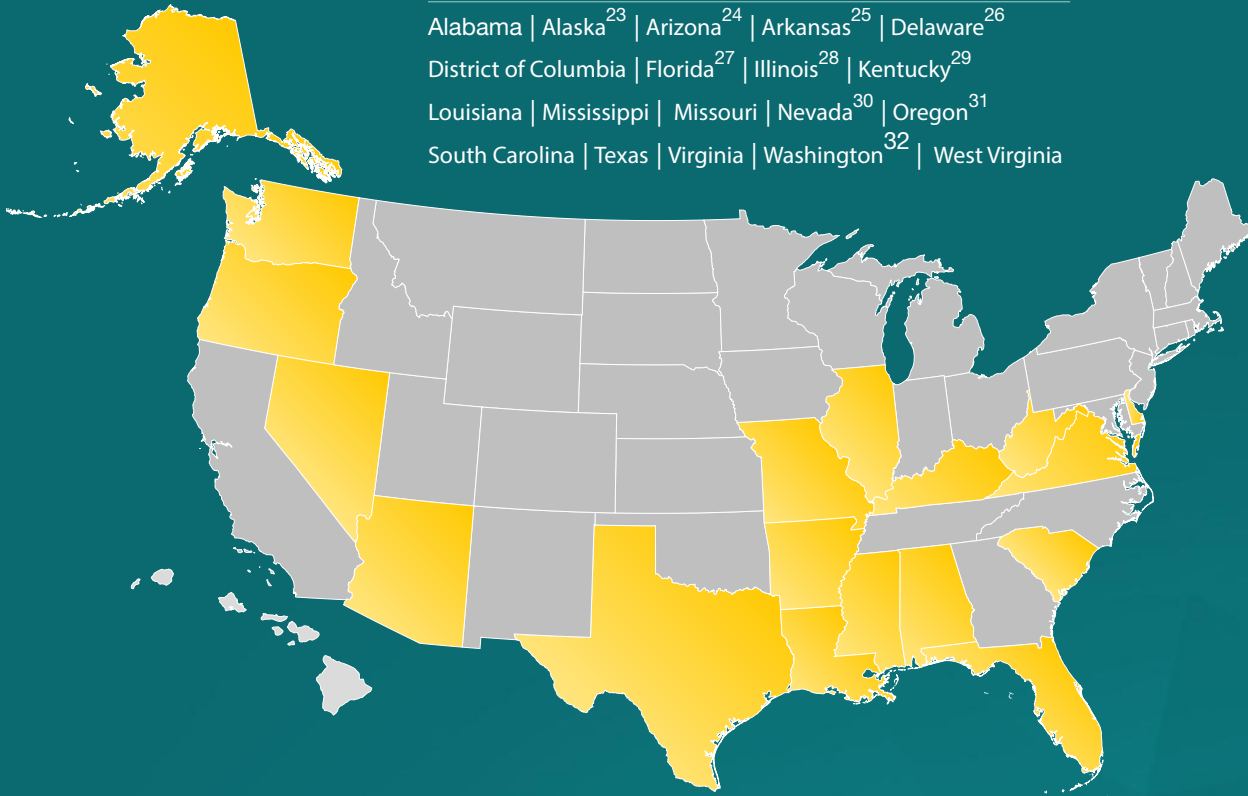 Alabama | Alaska23 | Arizona24 | Arkansas25 | Delaware26
District of Columbia | Florida27 | Illinois28 | Kentucky29
Louisiana | Mississippi | Missouri | Nevada30 | Oregon31
South Carolina | Texas | Virginia | Washington32 | West Virginia